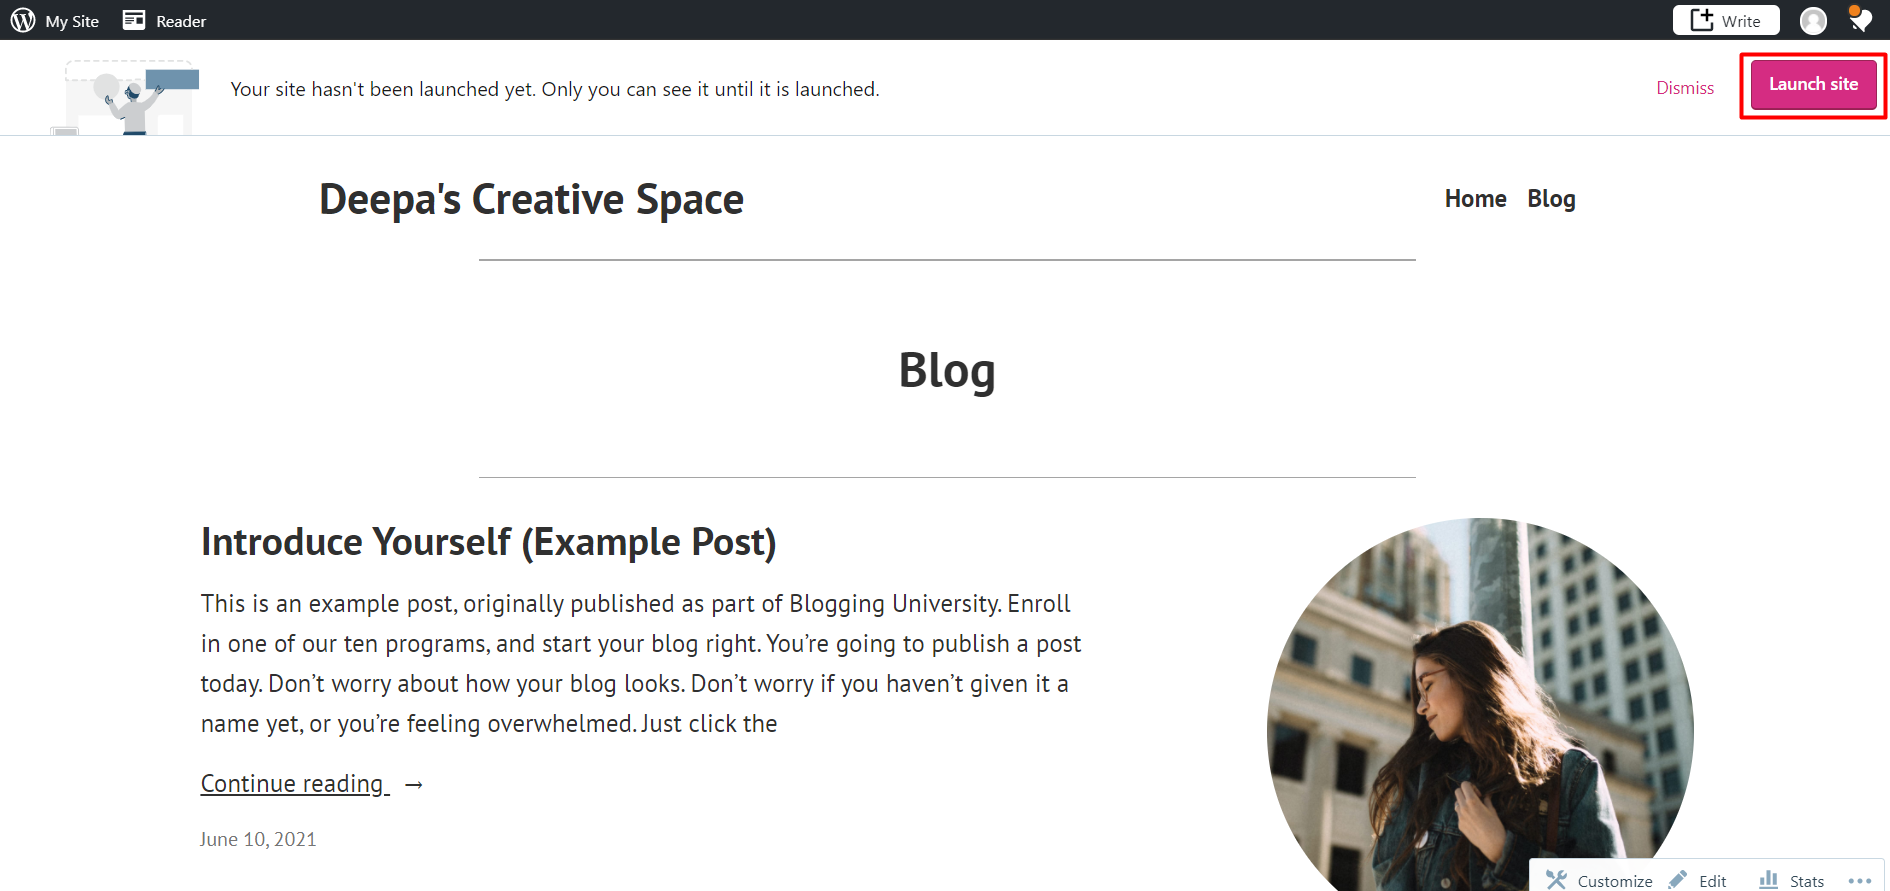 My Site Reader Write
Your site hasn't been launched yet. Only you can see it until it is launched. Dismiss Launch site
Deepa's Creative Space Home Blog
Blog
Introduce Yourself (Example Post)
This is an example post, originally published as part of Blogging University. Enroll
in one of our ten programs, and start your blog right. You’re going to publish a post
today. Don’t worry about how your blog looks. Don’t worry if you haven’t given it a
name yet, or you’re feeling overwhelmed. Just click the
Continue reading →
June 10, 2021
Customize Edit Stats